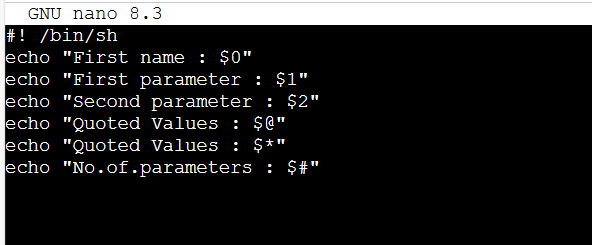 GNU nano 8.3
#! /bin/sh
echo "First name : $0"
echo "First parameter : $1"
echo "Second parameter : $2"
echo "Quoted Values : $@"
echo "Quoted Values : $*"
echo "No.of.parameters : $#"